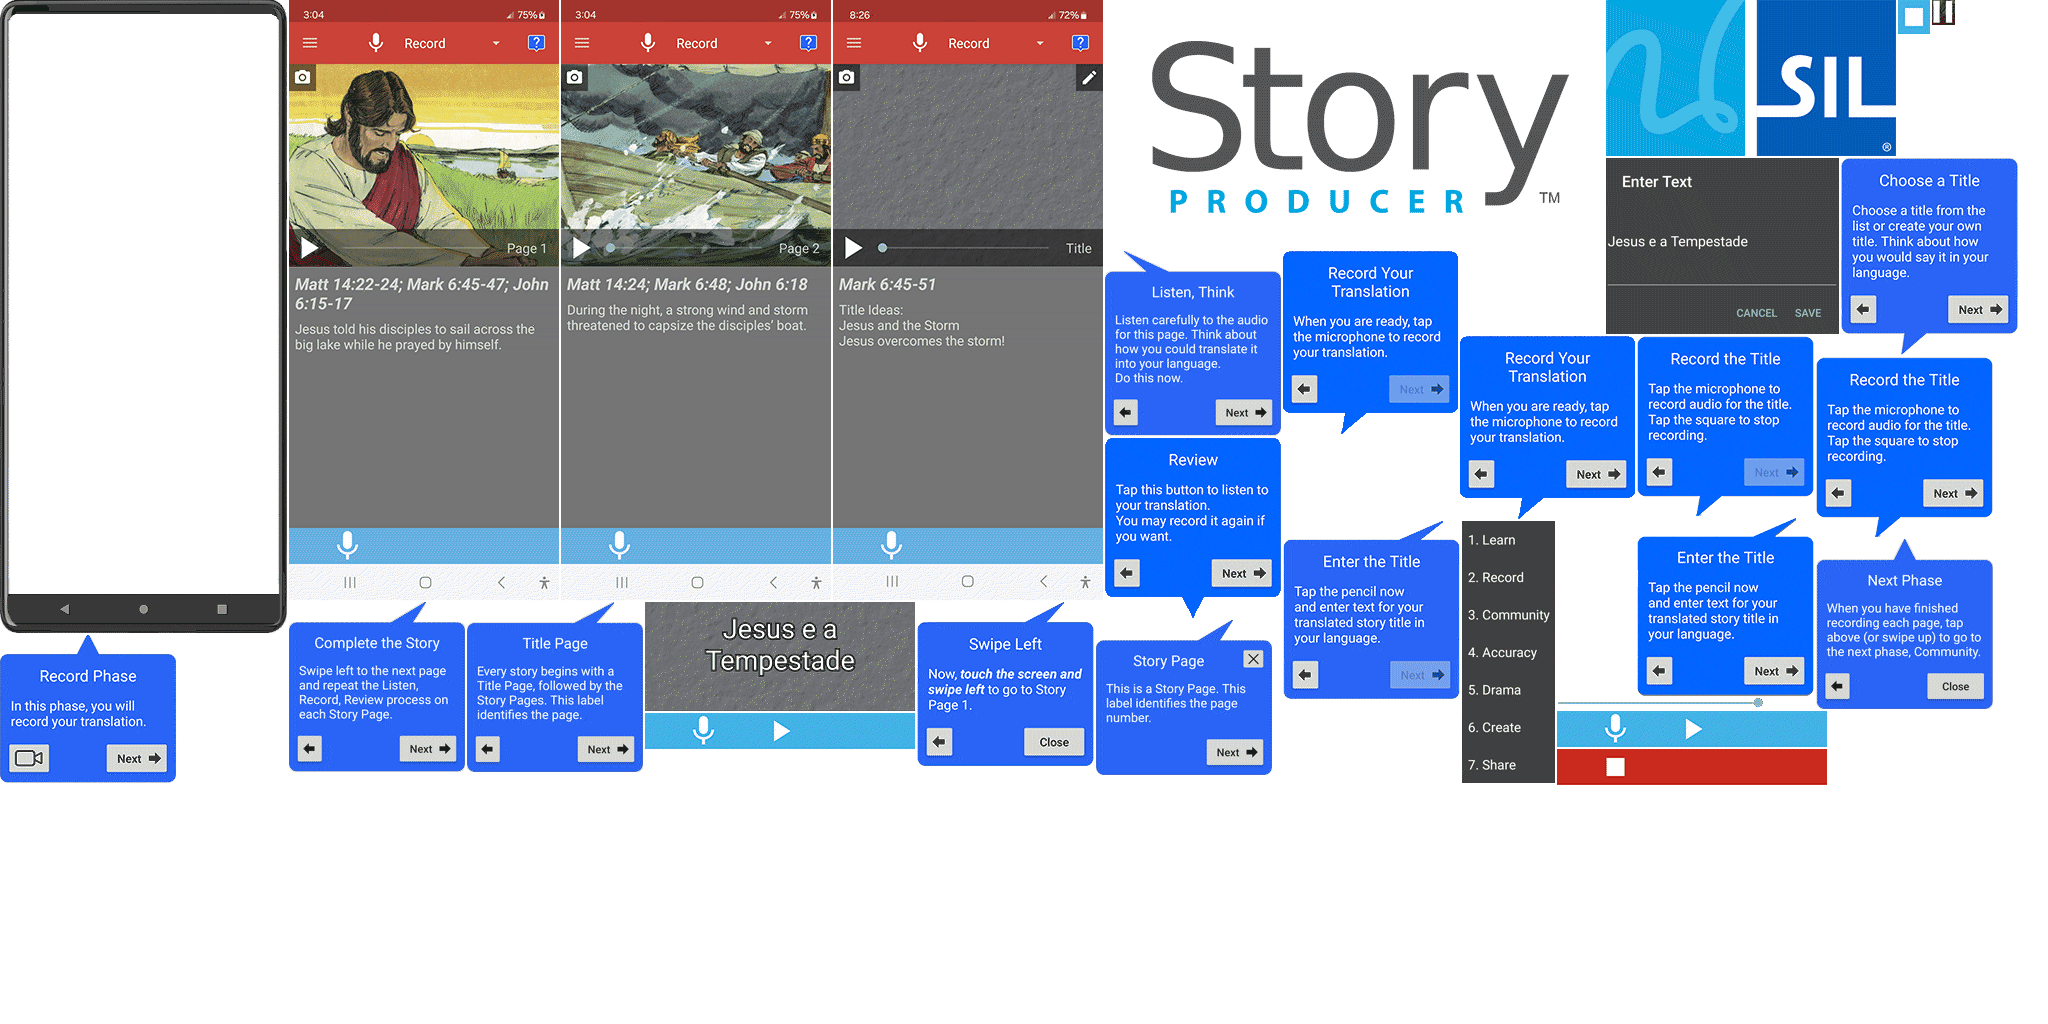 3:04
75%
Record
?
Page 1
Matt 14:22-24; Mark 6:45-47; John
6:15-17
Jesus told his disciples to sail across the
big lake while he prayed by himself.
3:04
75%
Record
?
Page 2
Matt 14:24; Mark 6:48; John 6:18
During the night, a strong wind and storm
threatened to capsize the disciples’ boat.
8:26
72%
Record
?
Title
Mark 6:45-51
Title Ideas:
Jesus and the Storm
Jesus overcomes the storm!
Story
PRODUCER
TM
SIL
®
Enter Text
Jesus e a Tempestade
CANCEL SAVE
Choose a Title
Choose a title from the
list or create your own
title. Think about how
you would say it in your
language.
Next
Listen, Think
Listen carefully to the audio
for this page. Think about
how you could translate it
into your language.
Do this now.
Next
Record Your
Translation
When you are ready, tap
the microphone to record
your translation.
Next
Record Your
Translation
When you are ready, tap
the microphone to record
your translation.
Next
Record the Title
Tap the microphone to
record audio for the title.
Tap the square to stop
recording.
Next
Record the Title
Tap the microphone to
record audio for the title.
Tap the square to stop
recording.
Next
Review
Tap this button to listen to
your translation.
You may record it again if
you want.
Next
Enter the Title
Tap the pencil now
and enter text for your
translated story title in
your language.
Next
1. Learn
2. Record
3. Community
4. Accuracy
5. Drama
6. Create
7. Share
Enter the Title
Tap the pencil now
and enter text for your
translated story title in
your language.
Next
Next Phase
When you have finished
recording each page, tap
above (or swipe up) to go to
the next phase, Community.
Close
Record Phase
In this phase, you will
record your translation.
Next
Complete the Story
Swipe left to the next page
and repeat the Listen,
Record, Review process on
each Story Page.
Next
Title Page
Every story begins with a
Title Page, followed by the
Story Pages. This label
identifies the page.
Next
Jesus e a
Tempestade
Swipe Left
Now, touch the screen and
swipe left to go to Story
Page 1.
Close
Story Page
This is a Story Page. This
label identifies the page
number.
Next